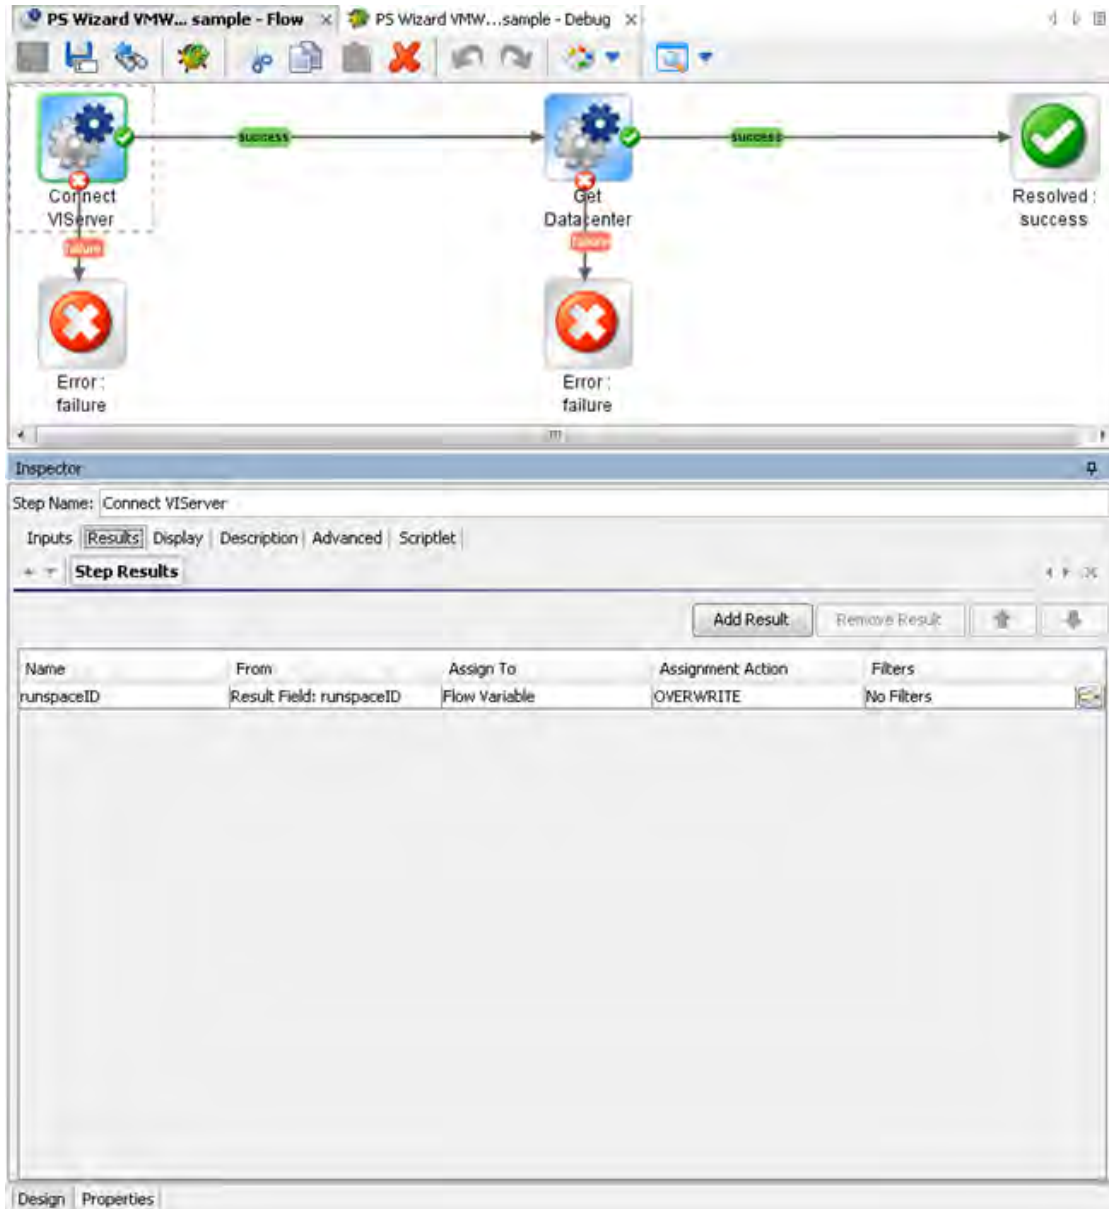 PS Wizard VMW... sample - Flow PS Wizard VMW...sample - Debug
success success
Connect
VIServer
Get
Datacenter
Resolved :
success
failure failure
Error :
failure
Error :
failure
Inspector
Step Name: Connect VIServer
Inputs Results Display Description Advanced Scriptlet
Step Results
Add Result Remove Result
Name From Assign To Assignment Action Filters
runspaceID Result Field: runspaceID Flow Variable OVERWRITE No Filters
Design Properties